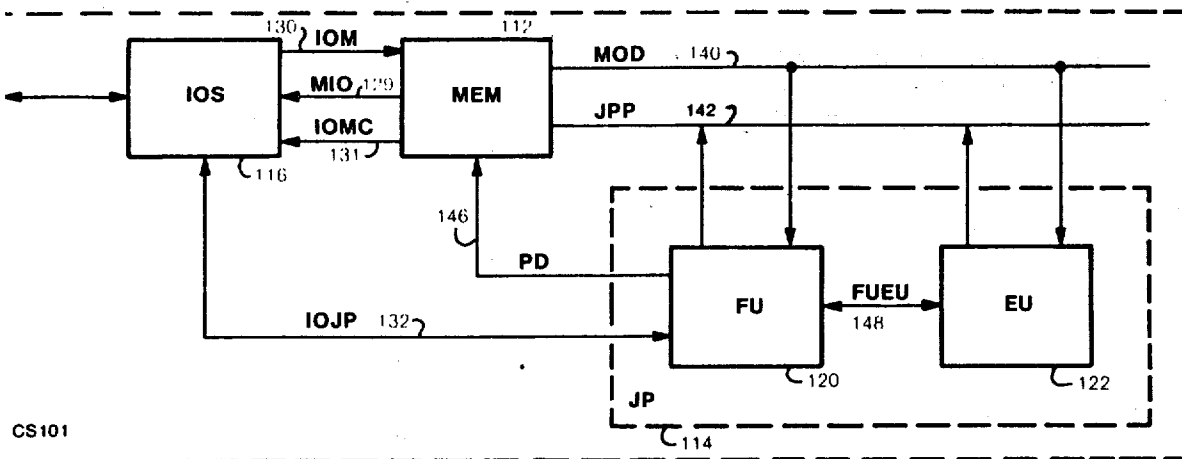 130 IOM
112
MOD 140
IOS
MIO 129
MEM
JPP 142
IOMC
131
116
146
PD
FU
FUEU
148
EU
IOJP 132
120
122
JP
CS101
114